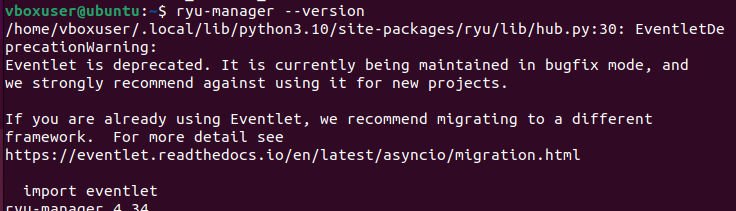 vboxuser@ubuntu:~$ ryu-manager --version
/home/vboxuser/.local/lib/python3.10/site-packages/ryu/lib/hub.py:30: EventletDe
precationWarning:
Eventlet is deprecated. It is currently being maintained in bugfix mode, and
we strongly recommend against using it for new projects.
If you are already using Eventlet, we recommend migrating to a different
framework.  For more detail see
https://eventlet.readthedocs.io/en/latest/asyncio/migration.html
  import eventlet
ryu-manager 4.34